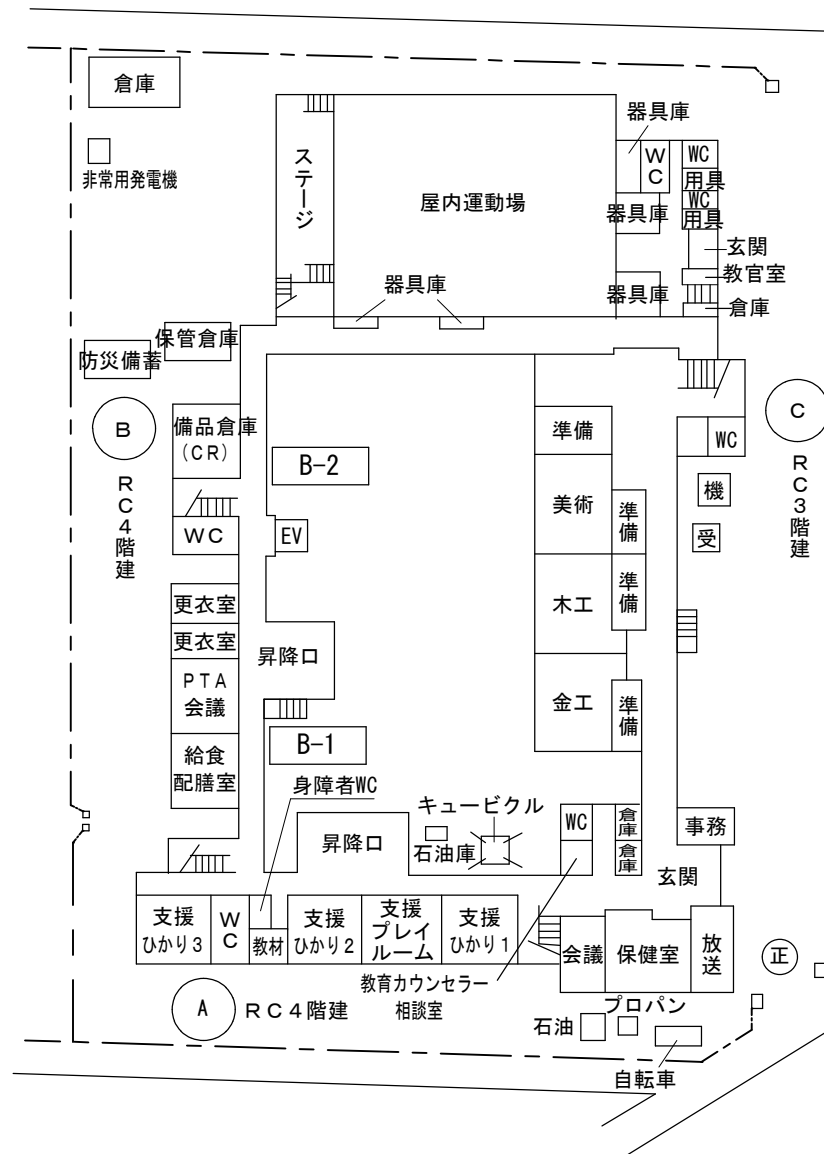 倉庫
非常用発電機
ステージ
屋内運動場
器具庫
WC
WC
用具
WC
用具
器具庫
玄関
教官室
器具庫
倉庫
器具庫
保管倉庫
防災備蓄
B
RC4階建
備品倉庫
(CR)
B-2
準備
WC
C
RC3階建
機
受
美術
準備
WC
EV
木工
準備
更衣室
更衣室
昇降口
PTA
会議
金工
準備
B-1
給食
配膳室
身障者WC
キュービクル
昇降口
石油庫
WC
倉庫
倉庫
事務
玄関
支援
ひかり3
WC
教材
支援
ひかり2
支援
プレイ
ルーム
支援
ひかり1
会議
保健室
放送
正
教育カウンセラー
相談室
A
RC4階建
プロパン
石油
自転車